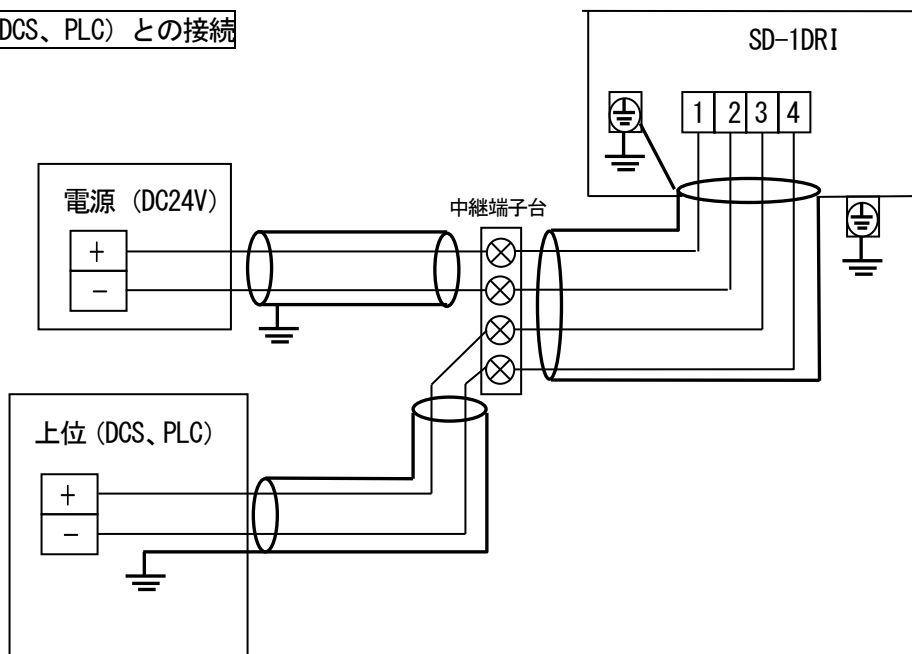 DCS、PLC）との接続
SD-1DRI
1 2 3 4
電源（DC24V）
+
−
中継端子台
上位（DCS、PLC）
+
−